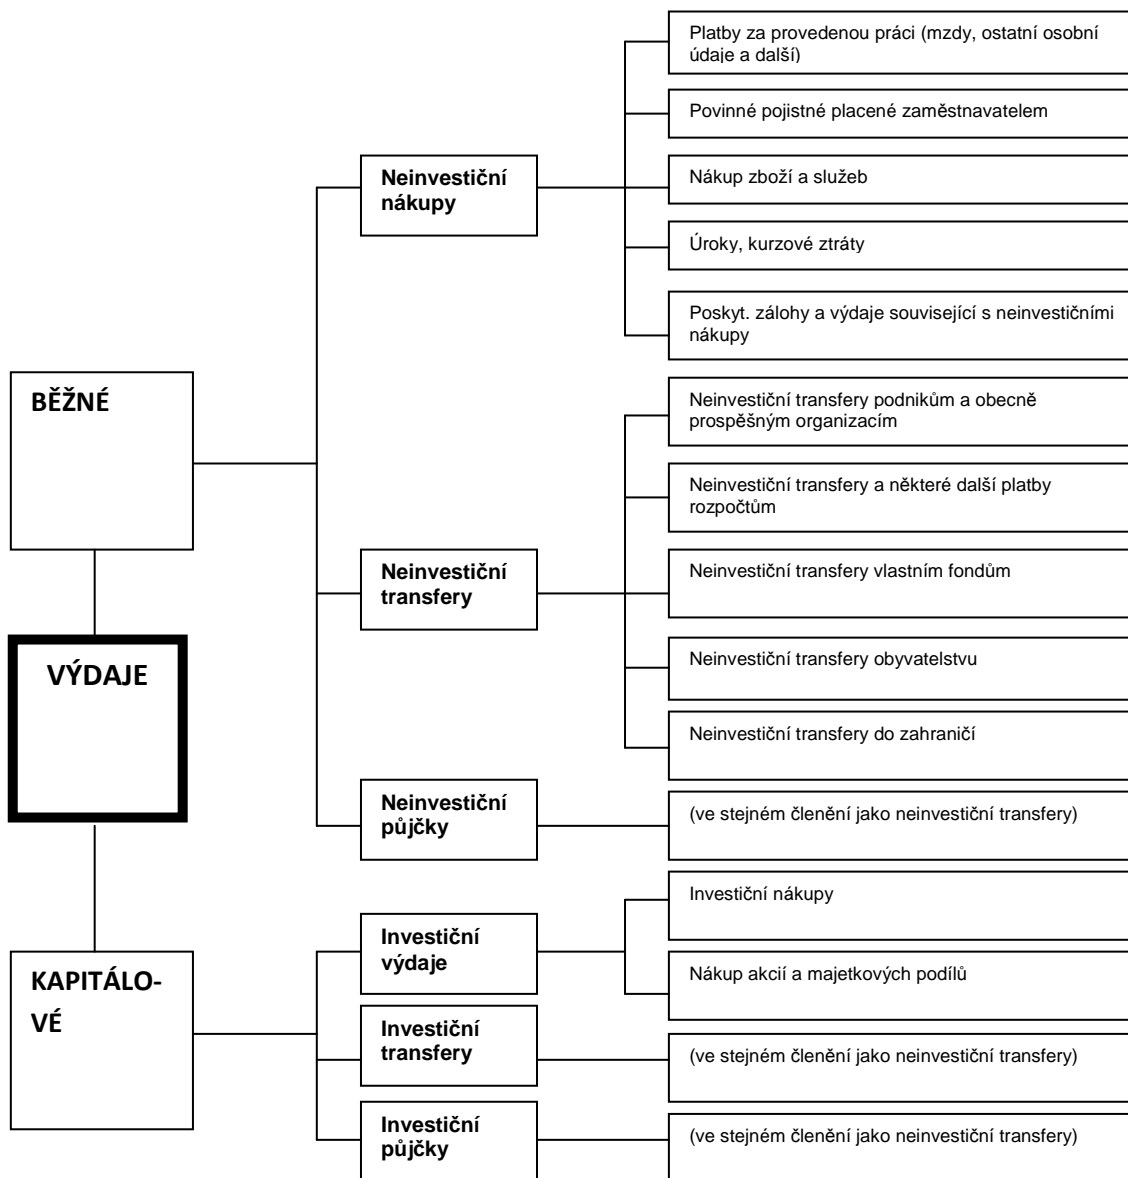 Platby za provedenou práci (mzdy, ostatní osobní
údaje a další)
Povinné pojistné placené zaměstnavatelem
Neinvestiční
nákupy
Nákup zboží a služeb
Úroky, kurzové ztráty
Poskyt. zálohy a výdaje související s neinvestičními
nákupy
BĚŽNÉ
Neinvestiční transfery podnikům a obecně
prospěšným organizacím
Neinvestiční transfery a některé další platby
rozpočtům
Neinvestiční
transfery
Neinvestiční transfery vlastním fondům
VÝDAJE
Neinvestiční transfery obyvatelstvu
Neinvestiční transfery do zahraničí
Neinvestiční
půjčky
(ve stejném členění jako neinvestiční transfery)
Investiční nákupy
Investiční
výdaje
KAPITÁLO-
VÉ
Nákup akcií a majetkových podílů
Investiční
transfery
(ve stejném členění jako neinvestiční transfery)
Investiční
půjčky
(ve stejném členění jako neinvestiční transfery)